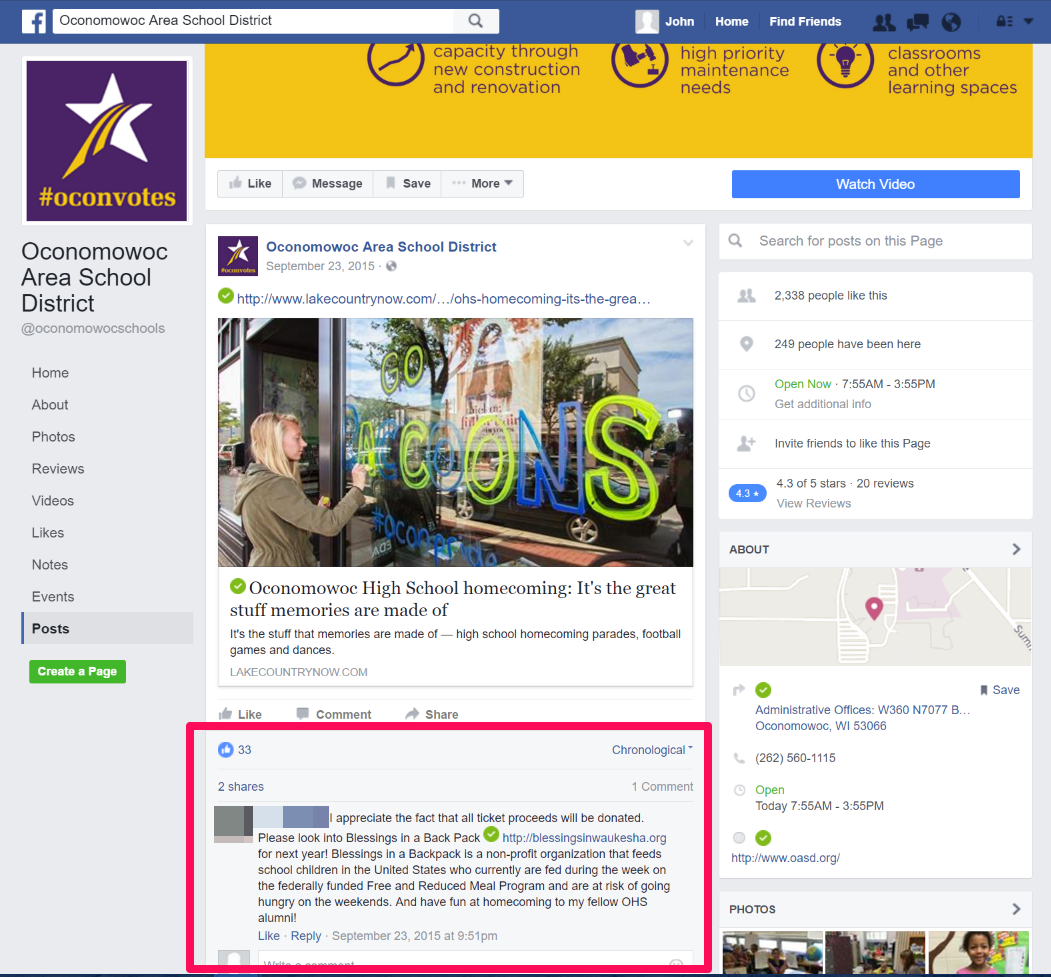 Oconomowoc Area School District
John Home Find Friends
capacity through
new construction
and renovation
high priority
maintenance
needs
classrooms
and other
learning spaces
#oconvotes
Like Message Save More
Watch Video
Oconomowoc
Area School
District
@oconomowocschools
Home
About
Photos
Reviews
Videos
Likes
Notes
Events
Posts
Create a Page
#oconvotes
Oconomowoc Area School District
September 23, 2015 ·
http://www.lakecountrynow.com/…/ohs-homecoming-its-the-grea…
GO
RACCOONS
#oconpride
Oconomowoc High School homecoming: It's the great
stuff memories are made of
It's the stuff that memories are made of — high school homecoming parades, football
games and dances.
LAKECOUNTRYNOW.COM
Like Comment Share
33 Chronological
2 shares 1 Comment
I appreciate the fact that all ticket proceeds will be donated.
Please look into Blessings in a Back Pack http://blessingsinwaukesha.org
for next year! Blessings in a Backpack is a non-profit organization that feeds
school children in the United States who currently are fed during the week on
the federally funded Free and Reduced Meal Program and are at risk of going
hungry on the weekends. And have fun at homecoming to my fellow OHS
alumni!
Like · Reply · September 23, 2015 at 9:51pm
Write a comment
Search for posts on this Page
2,338 people like this
249 people have been here
Open Now · 7:55AM - 3:55PM
Get additional info
Invite friends to like this Page
4.3 ★ 4.3 of 5 stars · 20 reviews
View Reviews
ABOUT
Save
Administrative Offices: W360 N7077 B…
Oconomowoc, WI 53066
(262) 560-1115
Open
Today 7:55AM - 3:55PM
http://www.oasd.org/
PHOTOS